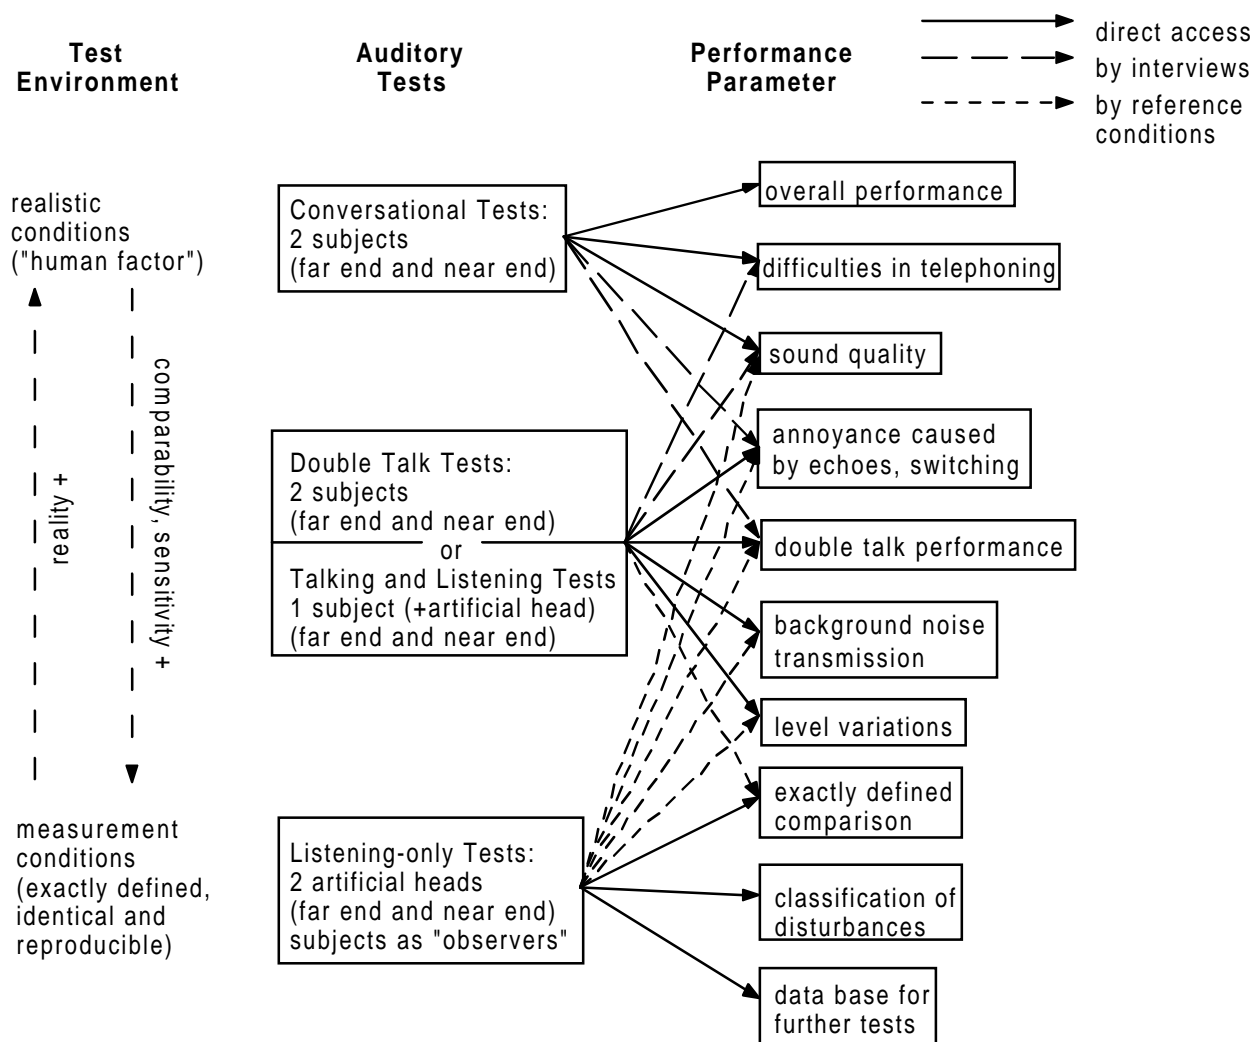 Test
Environment
Auditory
Tests
Performance
Parameter
direct access
by interviews
by reference
conditions
realistic
conditions
("human factor")
reality +
comparability, sensitivity +
measurement
conditions
(exactly defined,
identical and
reproducible)
Conversational Tests:
2 subjects
(far end and near end)
Double Talk Tests:
2 subjects
(far end and near end)
or
Talking and Listening Tests
1 subject (+artificial head)
(far end and near end)
Listening-only Tests:
2 artificial heads
(far end and near end)
subjects as "observers"
overall performance
difficulties in telephoning
sound quality
annoyance caused
by echoes, switching
double talk performance
background noise
transmission
level variations
exactly defined
comparison
classification of
disturbances
data base for
further tests